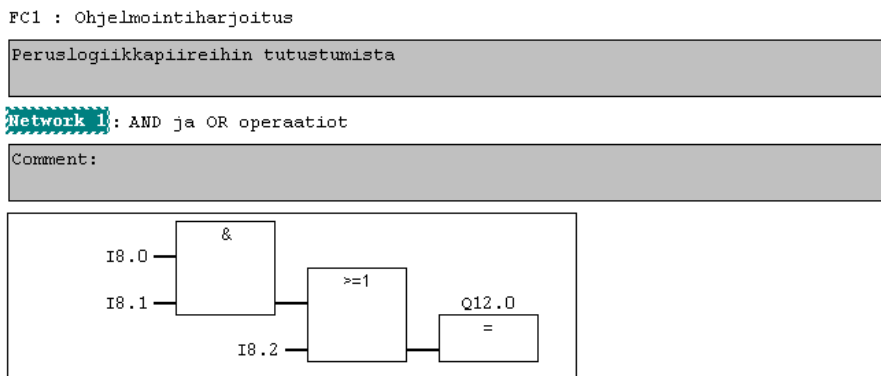 FC1 : Ohjelmointiharjoitus
Peruslogiikkapiireihin tutustumista
Network 1: AND ja OR operaatiot
Comment:
&
I8.0
>=1
I8.1
Q12.0
=
I8.2